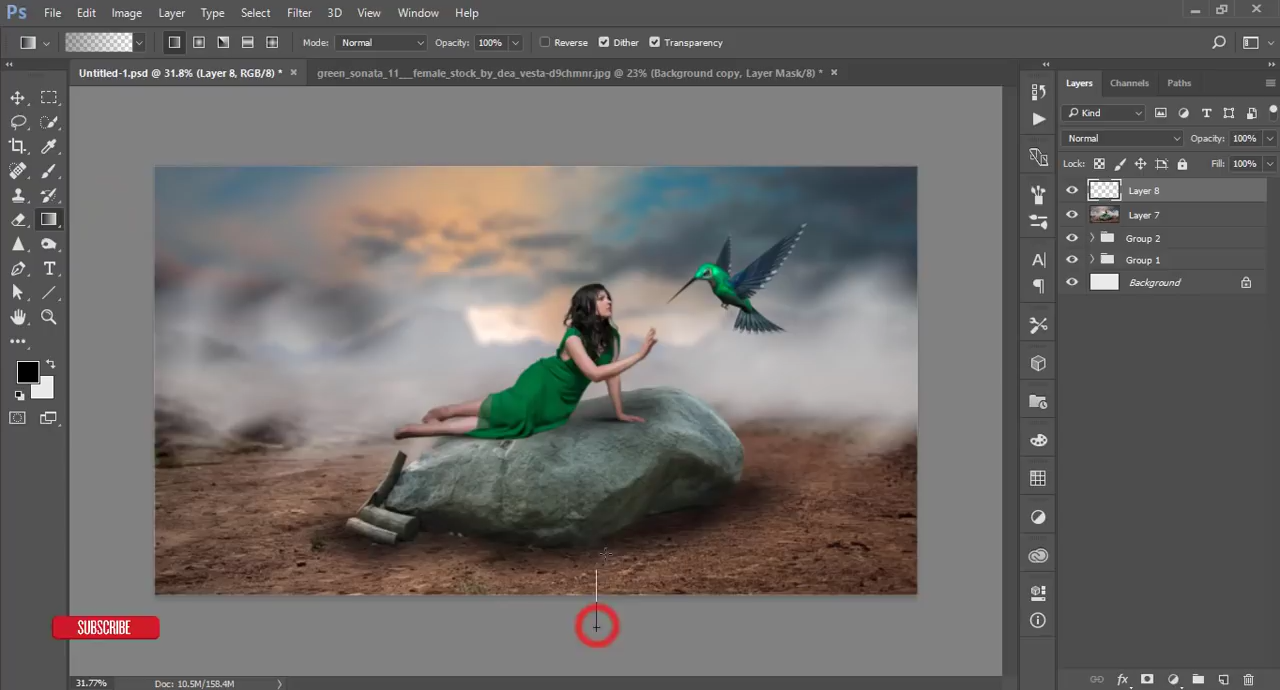 Ps File Edit Image Layer Type Select Filter 3D View Window Help
Mode: Normal Opacity: 100% Reverse Dither Transparency
Untitled-1.psd @ 31.8% (Layer 8, RGB/8) * × green_sonata_11___female_stock_by_dea_vesta-d9chmnr.jpg @ 23% (Background copy, Layer Mask/8) * ×
Layers Channels Paths
Kind
Normal Opacity: 100%
Lock: Fill: 100%
Layer 8
Layer 7
Group 2
Group 1
Background
SUBSCRIBE
31.77% Doc: 10.5M/158.4M